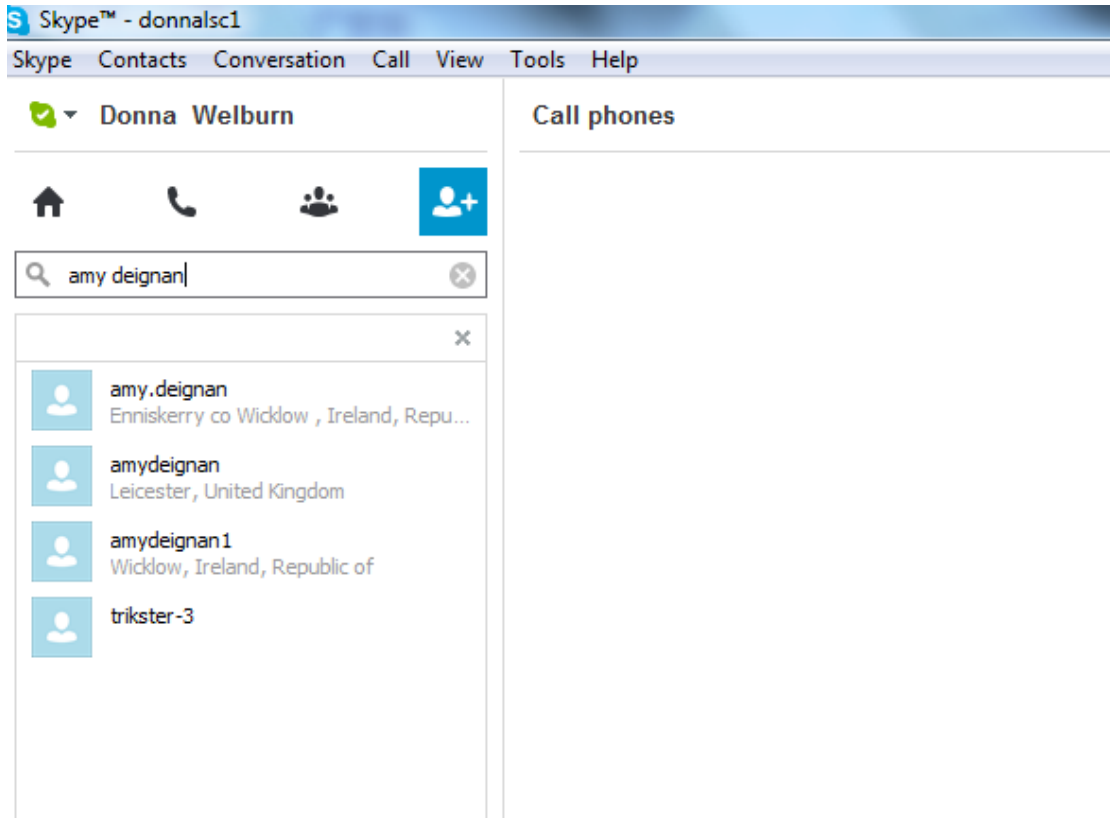 Skype™ - donnalsc1
Skype Contacts Conversation Call View Tools Help
Donna Welburn
Call phones
amy deignan
amy.deignan
Enniskerry co Wicklow , Ireland, Repu...
amydeignan
Leicester, United Kingdom
amydeignan1
Wicklow, Ireland, Republic of
trikster-3